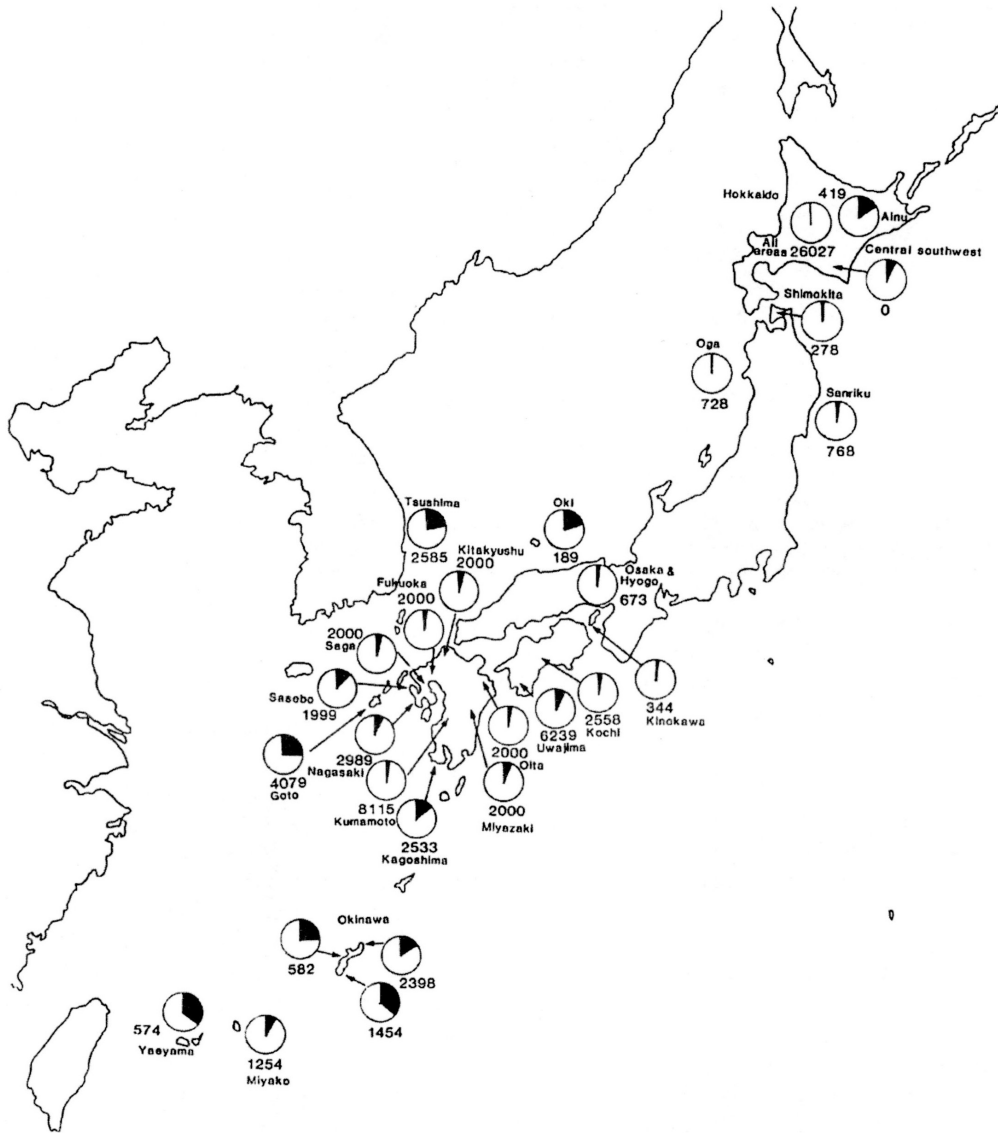 Hokkaido
419
Ainu
All
areas 26027
Central southwest
0
Shimokita
278
Oga
728
Sanriku
768
Tsushima
2585
Oki
189
Kitakyushu
2000
Fukuoka
2000
Osaka &
Hyogo
673
2000
Saga
Sasebo
1999
344
Kinokawa
2558
Kochi
6239
Uwajima
2000
Oita
2989
Nagasaki
4079
Goto
8115
Kumamoto
2000
Miyazaki
2533
Kagoshima
Okinawa
582
2398
1454
574
Yaeyama
1254
Miyako